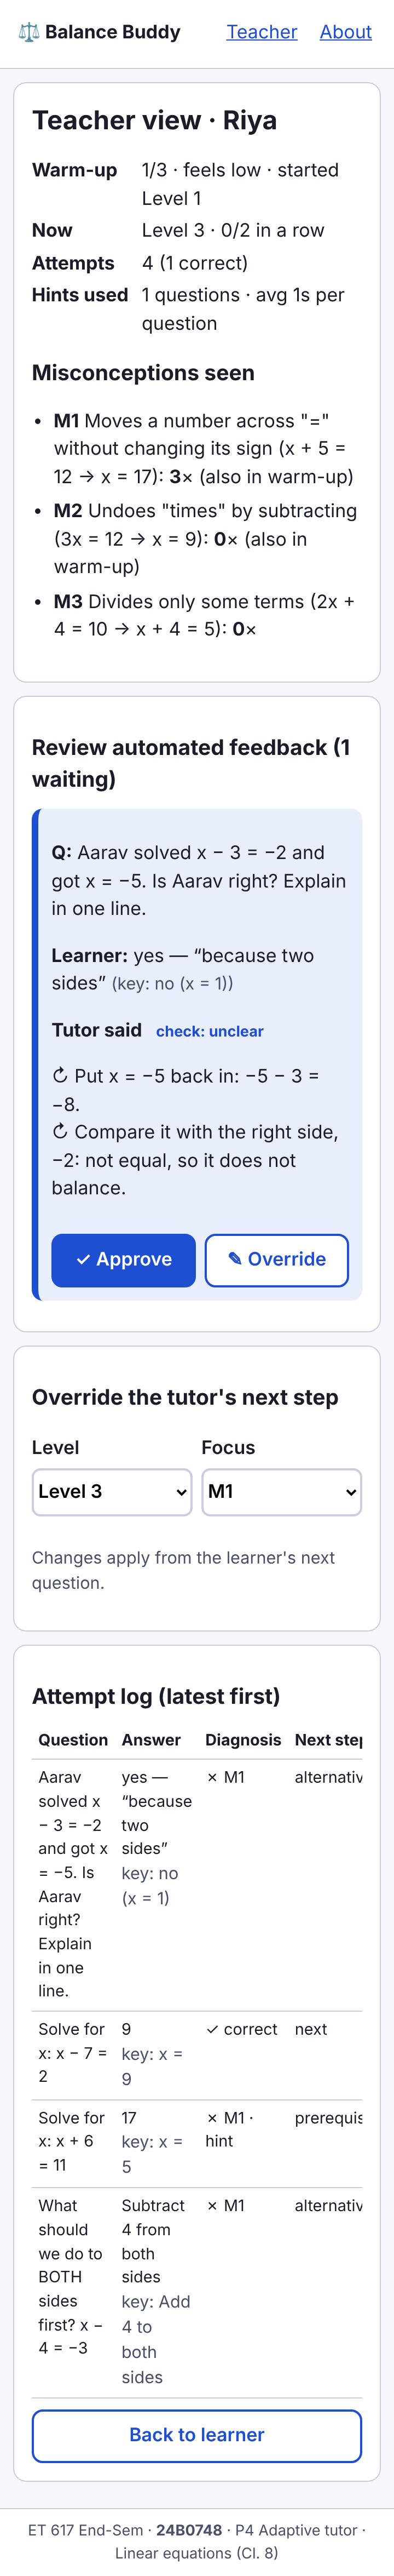 ⚖️ Balance Buddy Teacher About
Teacher view · Riya
Warm-up 1/3 · feels low · started
Level 1
Now Level 3 · 0/2 in a row
Attempts 4 (1 correct)
Hints used 1 questions · avg 1s per
question
Misconceptions seen
• M1 Moves a number across "="
without changing its sign (x + 5 =
12 → x = 17): 3× (also in warm-up)
• M2 Undoes "times" by subtracting
(3x = 12 → x = 9): 0× (also in
warm-up)
• M3 Divides only some terms (2x +
4 = 10 → x + 4 = 5): 0×
Review automated feedback (1
waiting)
Q: Aarav solved x − 3 = −2 and
got x = −5. Is Aarav right? Explain
in one line.
Learner: yes — “because two
sides” (key: no (x = 1))
Tutor said check: unclear
↻ Put x = −5 back in: −5 − 3 =
−8.
↻ Compare it with the right side,
−2: not equal, so it does not
balance.
✓ Approve ✎ Override
Override the tutor's next step
Level Focus
Level 3 M1
Changes apply from the learner's next
question.
Attempt log (latest first)
Question Answer Diagnosis Next step
Aarav yes — × M1 alternativ
solved x “because
− 3 = −2 two
and got x sides”
= −5. Is key: no
Aarav (x = 1)
right?
Explain
in one
line.
Solve for 9 ✓ correct next
x: x − 7 = key: x =
2 9
Solve for 17 × M1 · prerequis
x: x + 6 key: x = hint
= 11 5
What Subtract × M1 alternativ
should 4 from
we do to both
BOTH sides
sides key: Add
first? x − 4 to
4 = −3 both
sides
Back to learner
ET 617 End-Sem · 24B0748 · P4 Adaptive tutor ·
Linear equations (Cl. 8)